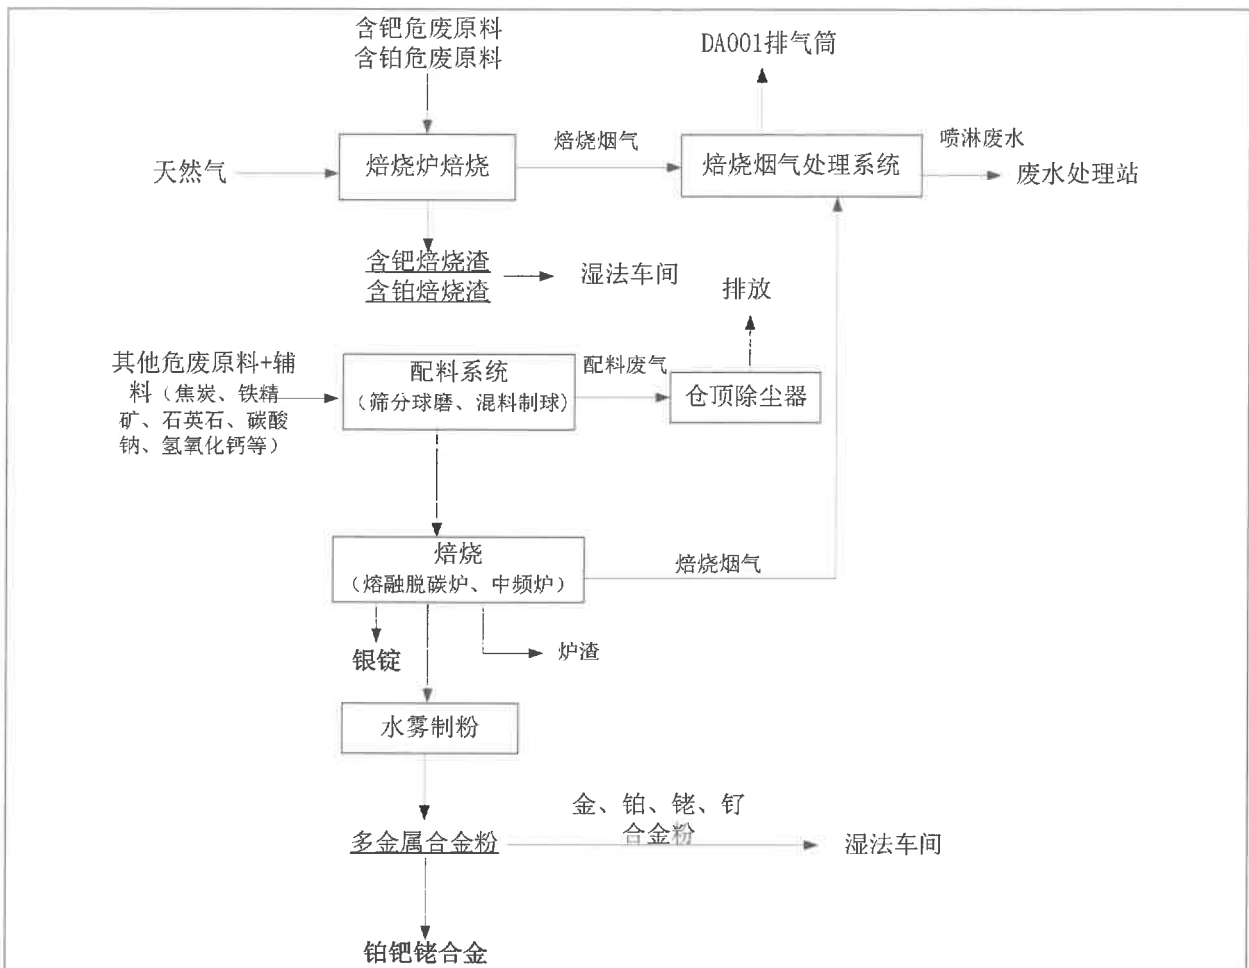 含钯危废原料
含铂危废原料
DA001排气筒
天然气
焙烧炉焙烧
焙烧烟气
焙烧烟气处理系统
喷淋废水
废水处理站
含钯焙烧渣
含铂焙烧渣
湿法车间
排放
其他危废原料+辅
料(焦炭、铁精
矿、石英石、碳酸
钠、氢氧化钙等)
配料系统
(筛分球磨、混料制球)
配料废气
仓顶除尘器
焙烧
(熔融脱碳炉、中频炉)
焙烧烟气
银锭
炉渣
水雾制粉
多金属合金粉
金、铂、铑、钌
合金粉
湿法车间
铂钯铑合金